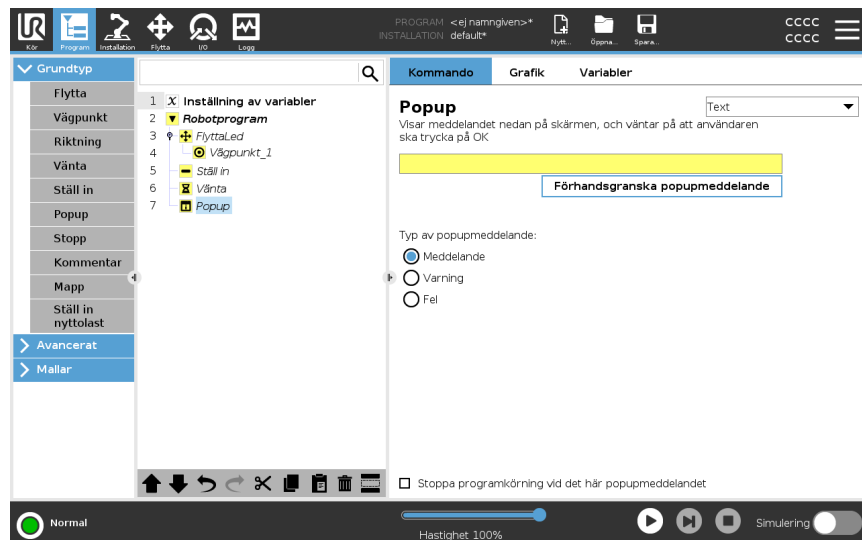 PROGRAM <ej namngiven>*
INSTALLATION default*
CCCC
CCCC
UR
Kör
Program
Installation
Flytta
I/O
Logg
Nytt...
Öppna...
Spara...
Grundtyp
Flytta
Vägpunkt
Riktning
Vänta
Ställ in
Popup
Stopp
Kommentar
Mapp
Ställ in
nyttolast
Avancerat
Mallar
1 X Inställning av variabler
2 Robotprogram
3 FlyttaLed
4 Vägpunkt_1
5 Ställ in
6 Vänta
7 Popup
Kommando Grafik Variabler
Popup
Text
Visar meddelandet nedan på skärmen, och väntar på att användaren
ska trycka på OK
Förhandsgranska popupmeddelande
Typ av popupmeddelande:
Meddelande
Varning
Fel
Stoppa programkörning vid det här popupmeddelandet
Normal
Hastighet 100%
Simulering